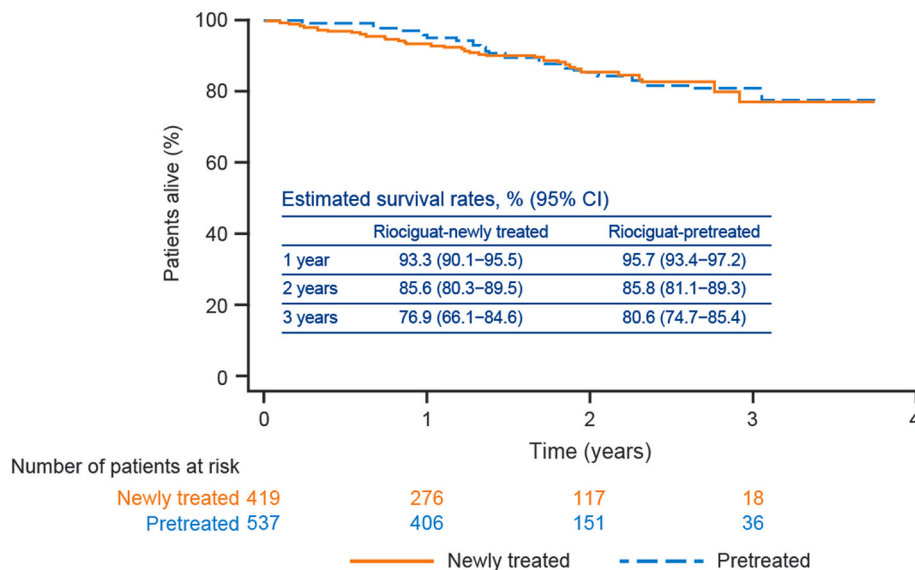 100
80
60
40
20
0
Patients alive (%)
Estimated survival rates, % (95% CI)
Riociguat-newly treated Riociguat-pretreated
1 year 93.3 (90.1–95.5) 95.7 (93.4–97.2)
2 years 85.6 (80.3–89.5) 85.8 (81.1–89.3)
3 years 76.9 (66.1–84.6) 80.6 (74.7–85.4)
0 1 2 3 4
Time (years)
Number of patients at risk
Newly treated 419 276 117 18
Pretreated 537 406 151 36
Newly treated Pretreated